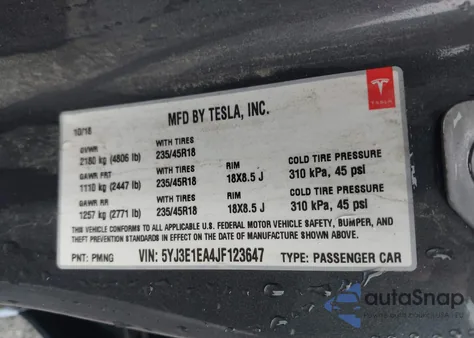 MFD BY TESLA, INC.
TESLA
10/18
GVWR WITH TIRES
2180 kg (4806 lb) 235/45R18
GAWR FRT WITH TIRES RIM COLD TIRE PRESSURE
1110 kg (2447 lb) 235/45R18 18X8.5 J 310 kPa, 45 psi
GAWR RR WITH TIRES RIM COLD TIRE PRESSURE
1257 kg (2771 lb) 235/45R18 18X8.5 J 310 kPa, 45 psi
THIS VEHICLE CONFORMS TO ALL APPLICABLE U.S. FEDERAL MOTOR VEHICLE SAFETY, BUMPER, AND
THEFT PREVENTION STANDARDS IN EFFECT ON THE DATE OF MANUFACTURE SHOWN ABOVE.
PNT: PMNG VIN: 5YJ3E1EA4JF123647 TYPE: PASSENGER CAR
autoSnap